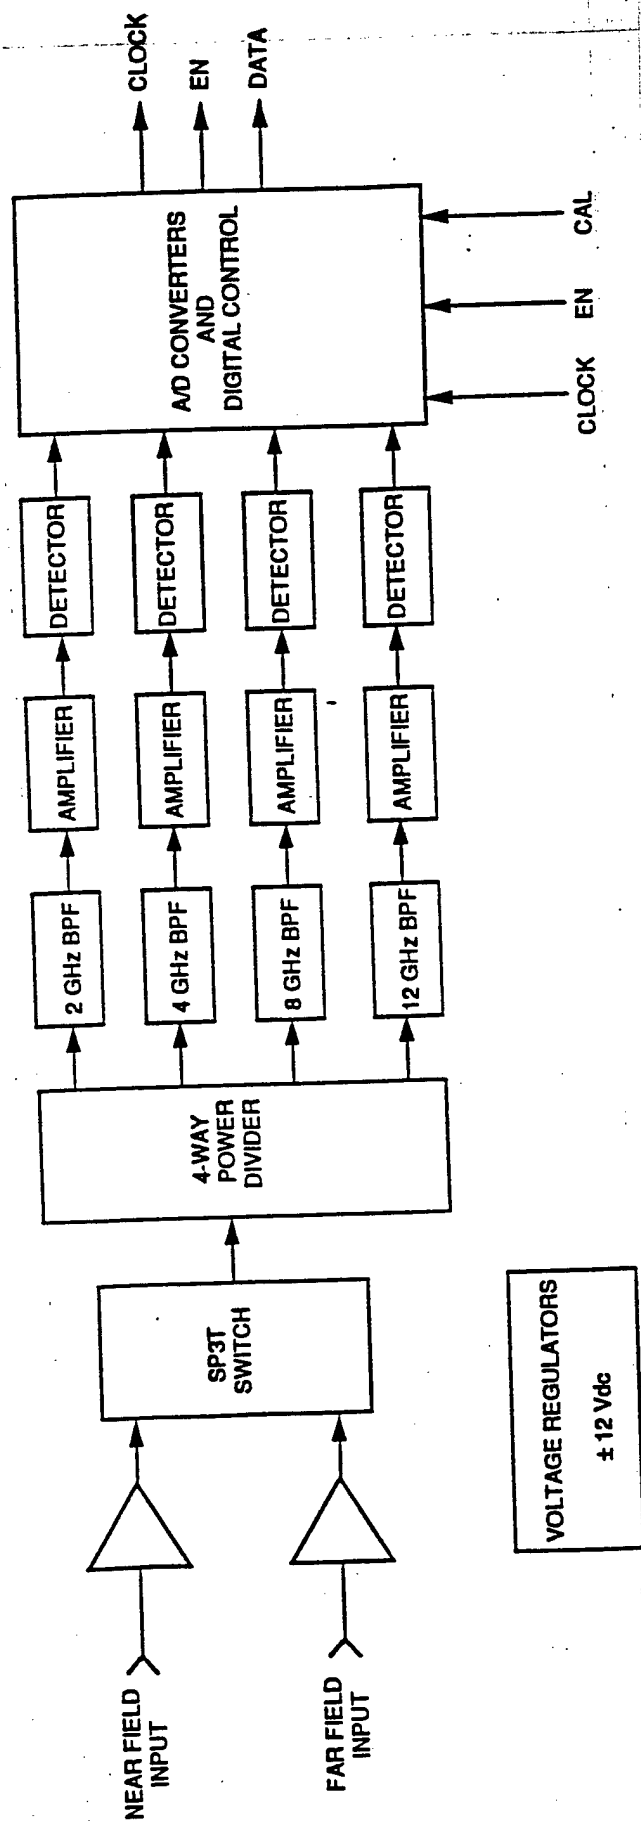 NEAR FIELD
INPUT
FAR FIELD
INPUT
SP3T
SWITCH
4-WAY
POWER
DIVIDER
2 GHz BPF
AMPLIFIER
DETECTOR
4 GHz BPF
AMPLIFIER
DETECTOR
8 GHz BPF
AMPLIFIER
DETECTOR
12 GHz BPF
AMPLIFIER
DETECTOR
A/D CONVERTERS
AND
DIGITAL CONTROL
CLOCK
EN
DATA
CLOCK
EN
CAL
VOLTAGE REGULATORS
± 12 Vdc